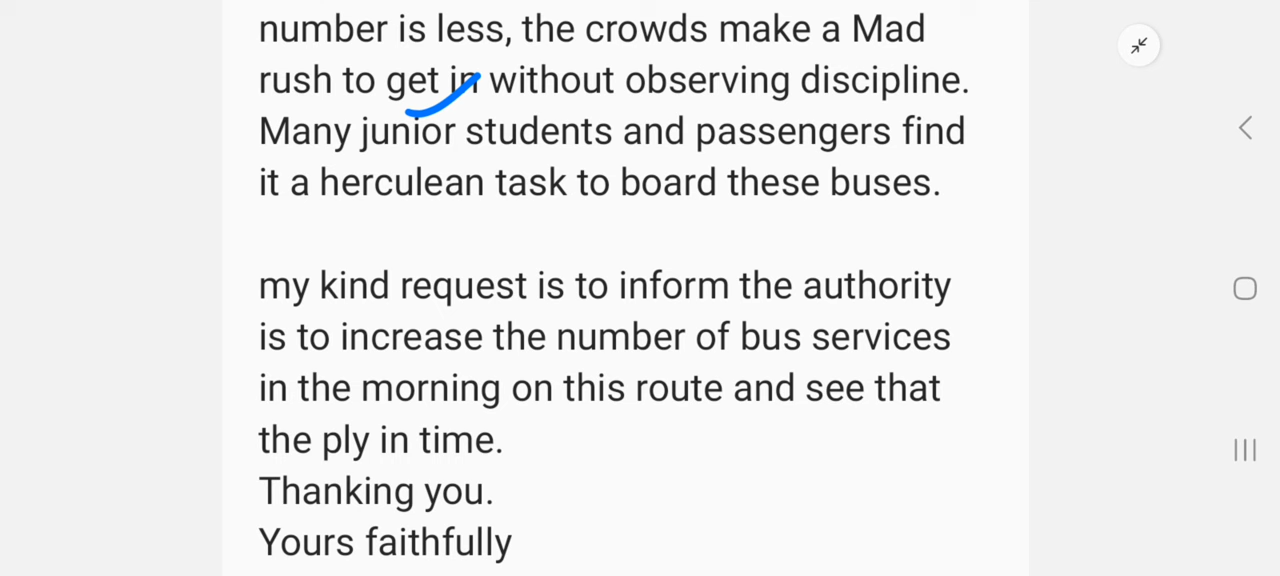 number is less, the crowds make a Mad
rush to get in without observing discipline.
Many junior students and passengers find
it a herculean task to board these buses.
my kind request is to inform the authority
is to increase the number of bus services
in the morning on this route and see that
the ply in time.
Thanking you.
Yours faithfully